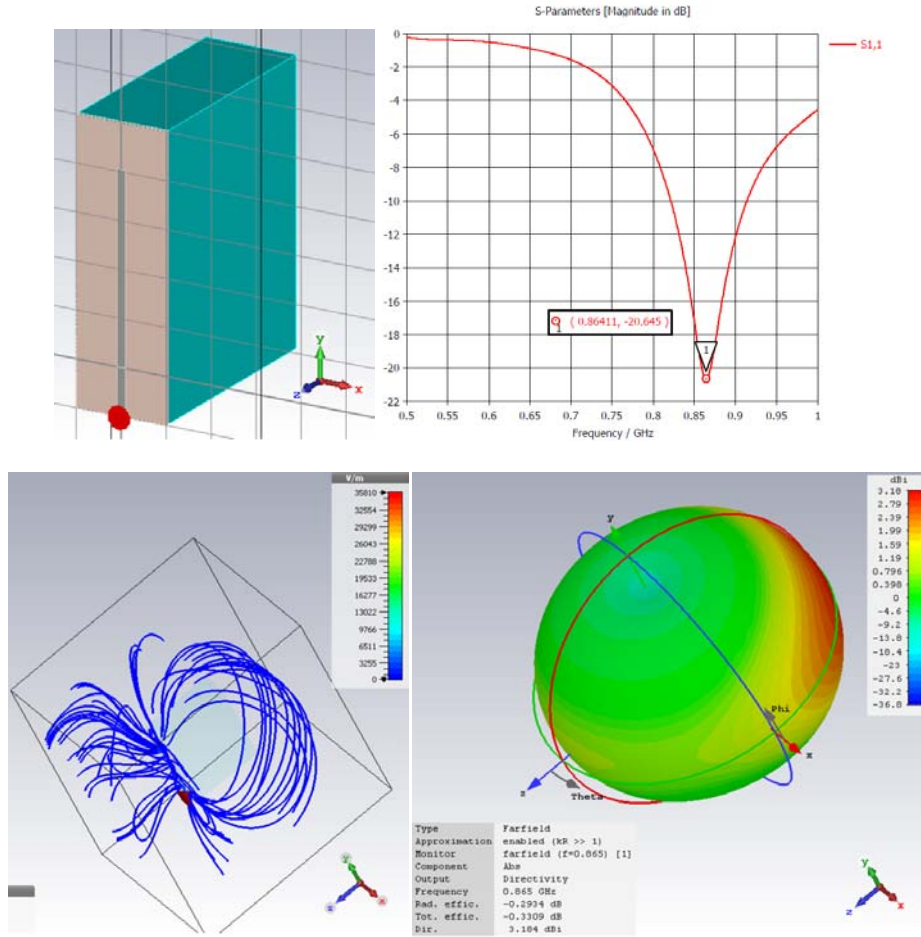 S-Parameters [Magnitude in dB]
0
-2
-4
-6
-8
-10
-12
-14
-16
-18
-20
-22
S1,1
1 ( 0.86411, -20.645 )
1
0.5 0.55 0.6 0.65 0.7 0.75 0.8 0.85 0.9 0.95 1
Frequency / GHz
y
z x
V/m
35810
32554
29299
26043
22788
19533
16277
13022
9766
6511
3255
0
y
z x
dBi
3.18
2.79
2.39
1.99
1.59
1.19
0.796
0.398
0
-4.6
-9.2
-13.8
-18.4
-23
-27.6
-32.2
-36.8
y
Phi
x
z
Theta
Type Farfield
Approximation enabled (kR >> 1)
Monitor farfield (f=0.865) [1]
Component Abs
Output Directivity
Frequency 0.865 GHz
Rad. effic. -0.2934 dB
Tot. effic. -0.3309 dB
Dir. 3.184 dBi
y
z x